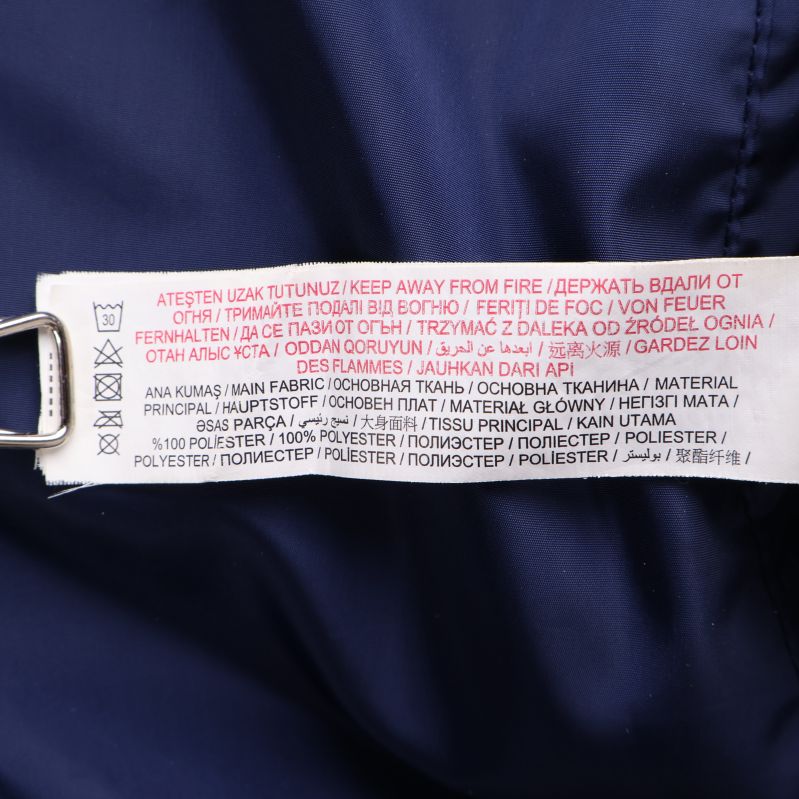 ATEŞTEN UZAK TUTUNUZ / KEEP AWAY FROM FIRE / ДЕРЖАТЬ ВДАЛИ ОТ
ОГНЯ / ТРИМАЙТЕ ПОДАЛІ ВІД ВОГНЮ / FERIȚI DE FOC / VON FEUER
FERNHALTEN / ДА СЕ ПАЗИ ОТ ОГЪН / TRZYMAĆ Z DALEKA OD ŹRÓDEŁ OGNIA /
ОТАН АЛЫС ҰСТА / ODDAN QORUYUN / ابعدها عن الحريق / 远离火源 / GARDEZ LOIN
DES FLAMMES / JAUHKAN DARI API
30
ANA KUMAŞ / MAIN FABRIC / ОСНОВНАЯ ТКАНЬ / ОСНОВНА ТКАНИНА / MATERIAL
PRINCIPAL / HAUPTSTOFF / ОСНОВЕН ПЛАТ / MATERIAŁ GŁÓWNY / НЕГІЗГІ МАТА /
ƏSAS PARÇA / نسيج رئيسي / 大身面料 / TISSU PRINCIPAL / KAIN UTAMA
%100 POLİESTER / 100% POLYESTER / ПОЛИЭСТЕР / ПОЛІЕСТЕР / POLIESTER /
POLYESTER / ПОЛИЕСТЕР / POLIESTER / ПОЛИЭСТЕР / POLİESTER / بوليستر / 聚酯纤维 /